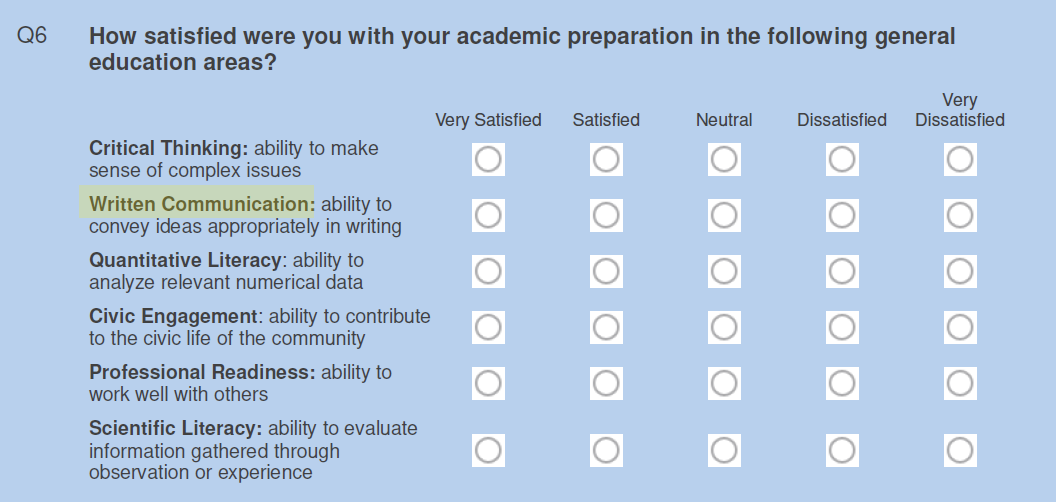 Q6 How satisfied were you with your academic preparation in the following general
education areas?
Very Satisfied Satisfied Neutral Dissatisfied Very Dissatisfied
Critical Thinking: ability to make
sense of complex issues
Written Communication: ability to
convey ideas appropriately in writing
Quantitative Literacy: ability to
analyze relevant numerical data
Civic Engagement: ability to contribute
to the civic life of the community
Professional Readiness: ability to
work well with others
Scientific Literacy: ability to evaluate
information gathered through
observation or experience